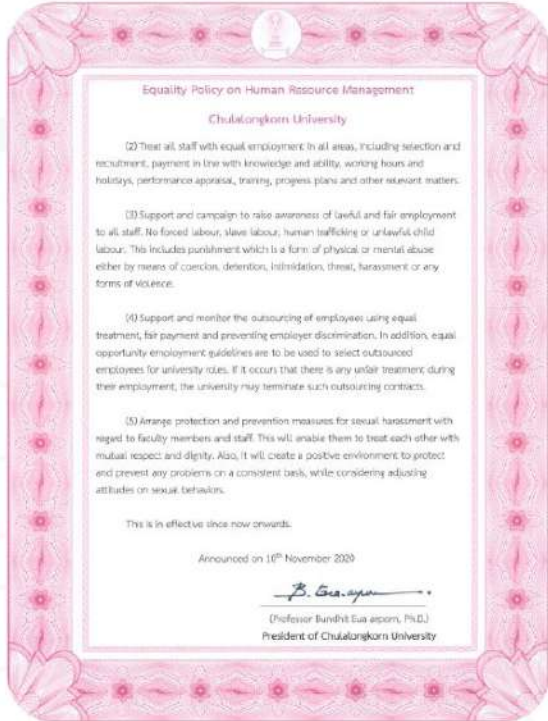 Equality Policy on Human Resource Management
Chulalongkorn University
(2) Treat all staff with equal employment in all areas, including selection and
recruitment, payment in line with knowledge and ability, working hours and
holidays, performance appraisal, training, progress plans and other relevant matters.
(3) Support and campaign to raise awareness of lawful and fair employment
to all staff. No forced labour, slave labour, human trafficking or unlawful child
labour. This includes punishment which is a form of physical or mental abuse
either by means of coercion, detention, intimidation, threat, harassment or any
forms of violence.
(4) Support and monitor the outsourcing of employees using equal
treatment, fair payment and preventing employer discrimination. In addition, equal
opportunity employment guidelines are to be used to select outsourced
employees for university roles. If it occurs that there is any unfair treatment during
their employment, the university may terminate such outsourcing contracts.
(5) Arrange protection and prevention measures for sexual harassment with
regard to faculty members and staff. This will enable them to treat each other with
mutual respect and dignity. Also, it will create a positive environment to protect
and prevent any problems on a consistent basis, while considering adjusting
attitudes on sexual behaviors.
This is in effective since now onwards.
Announced on 10th November 2020
B. Eua-arporn
(Professor Bundhit Eua arporn, Ph.D.)
President of Chulalongkorn University